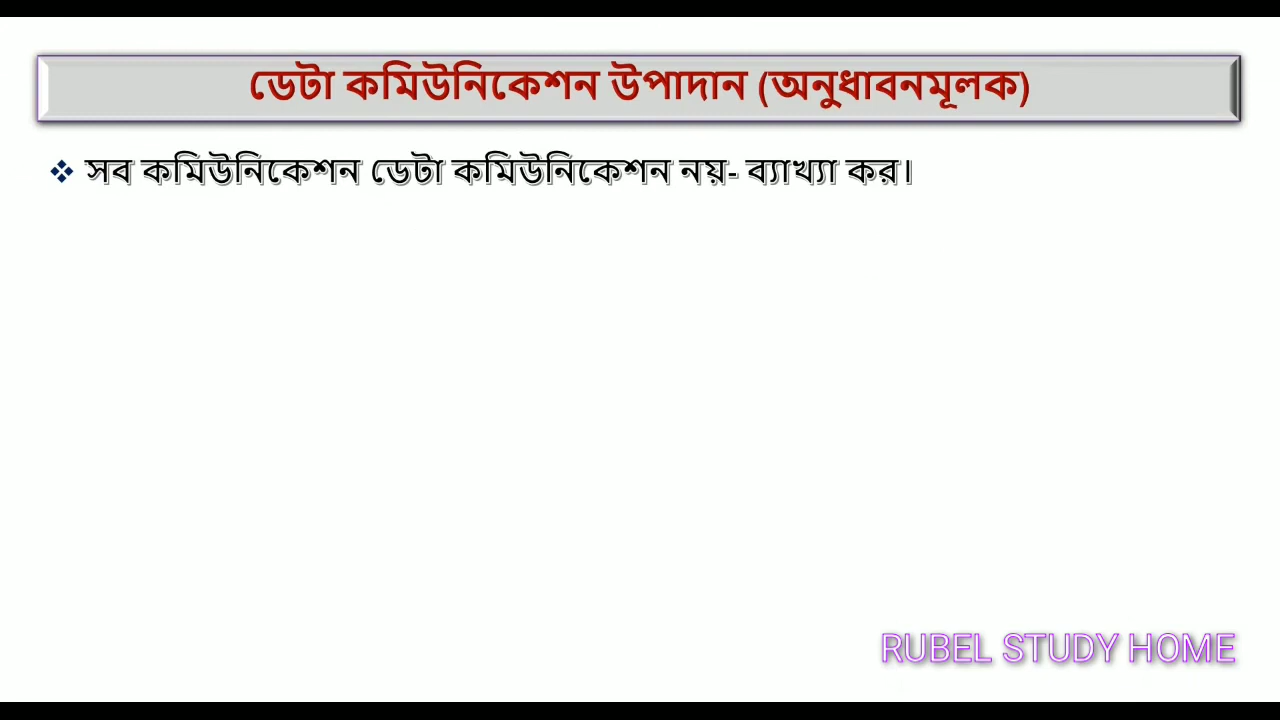 ডেটা কমিউনিকেশন উপাদান (অনুধাবনমূলক)
❖ সব কমিউনিকেশন ডেটা কমিউনিকেশন নয়- ব্যাখ্যা কর।
RUBEL STUDY HOME